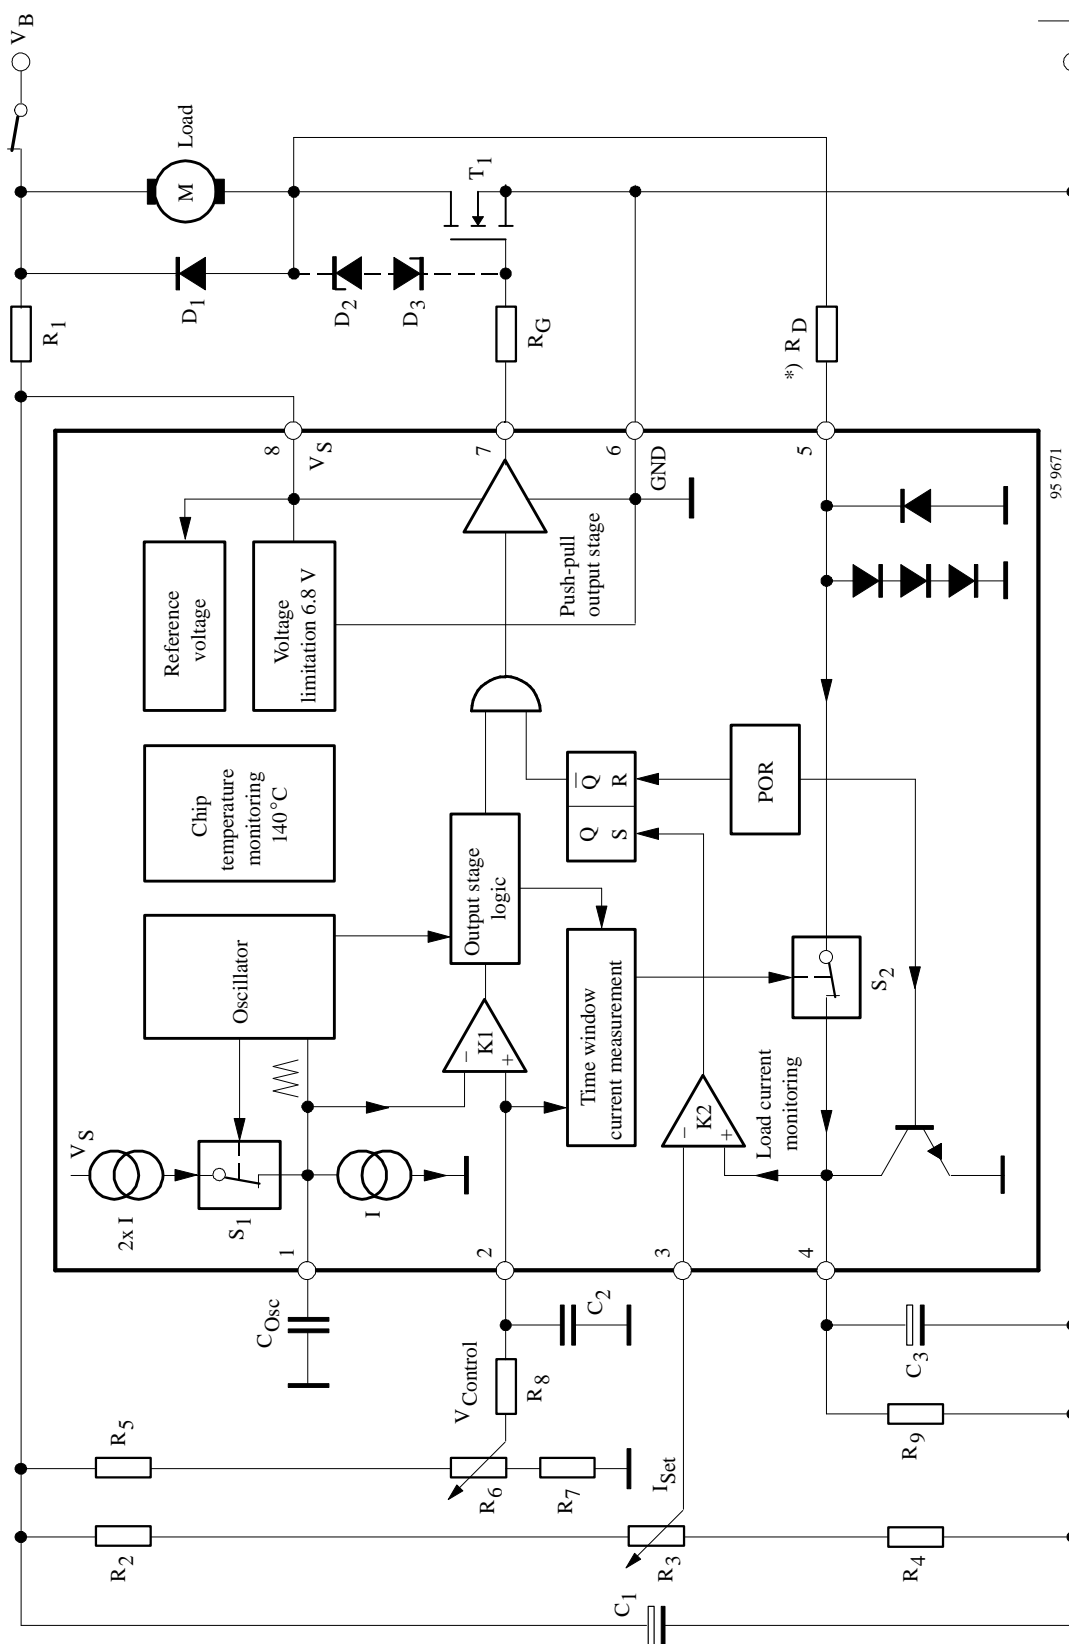 V_B
Load
M
D_1
D_2
D_3
T_1
R_1
R_G
*) R_D
8
V_S
7
6
GND
5
95 9671
Reference
voltage
Voltage
limitation 6.8 V
Push-pull
output stage
Chip
temperature
monitoring
140°C
Q Q̅
S R
POR
Output stage
logic
Oscillator
K1
−
+
Time window
current measurement
S_2
K2
−
+
Load current
monitoring
V_S
2x I
S_1
I
1
2
3
4
C_Osc
C_2
V_Control
R_8
C_3
R_5
R_6
R_7
I_Set
R_9
R_2
R_3
R_4
C_1